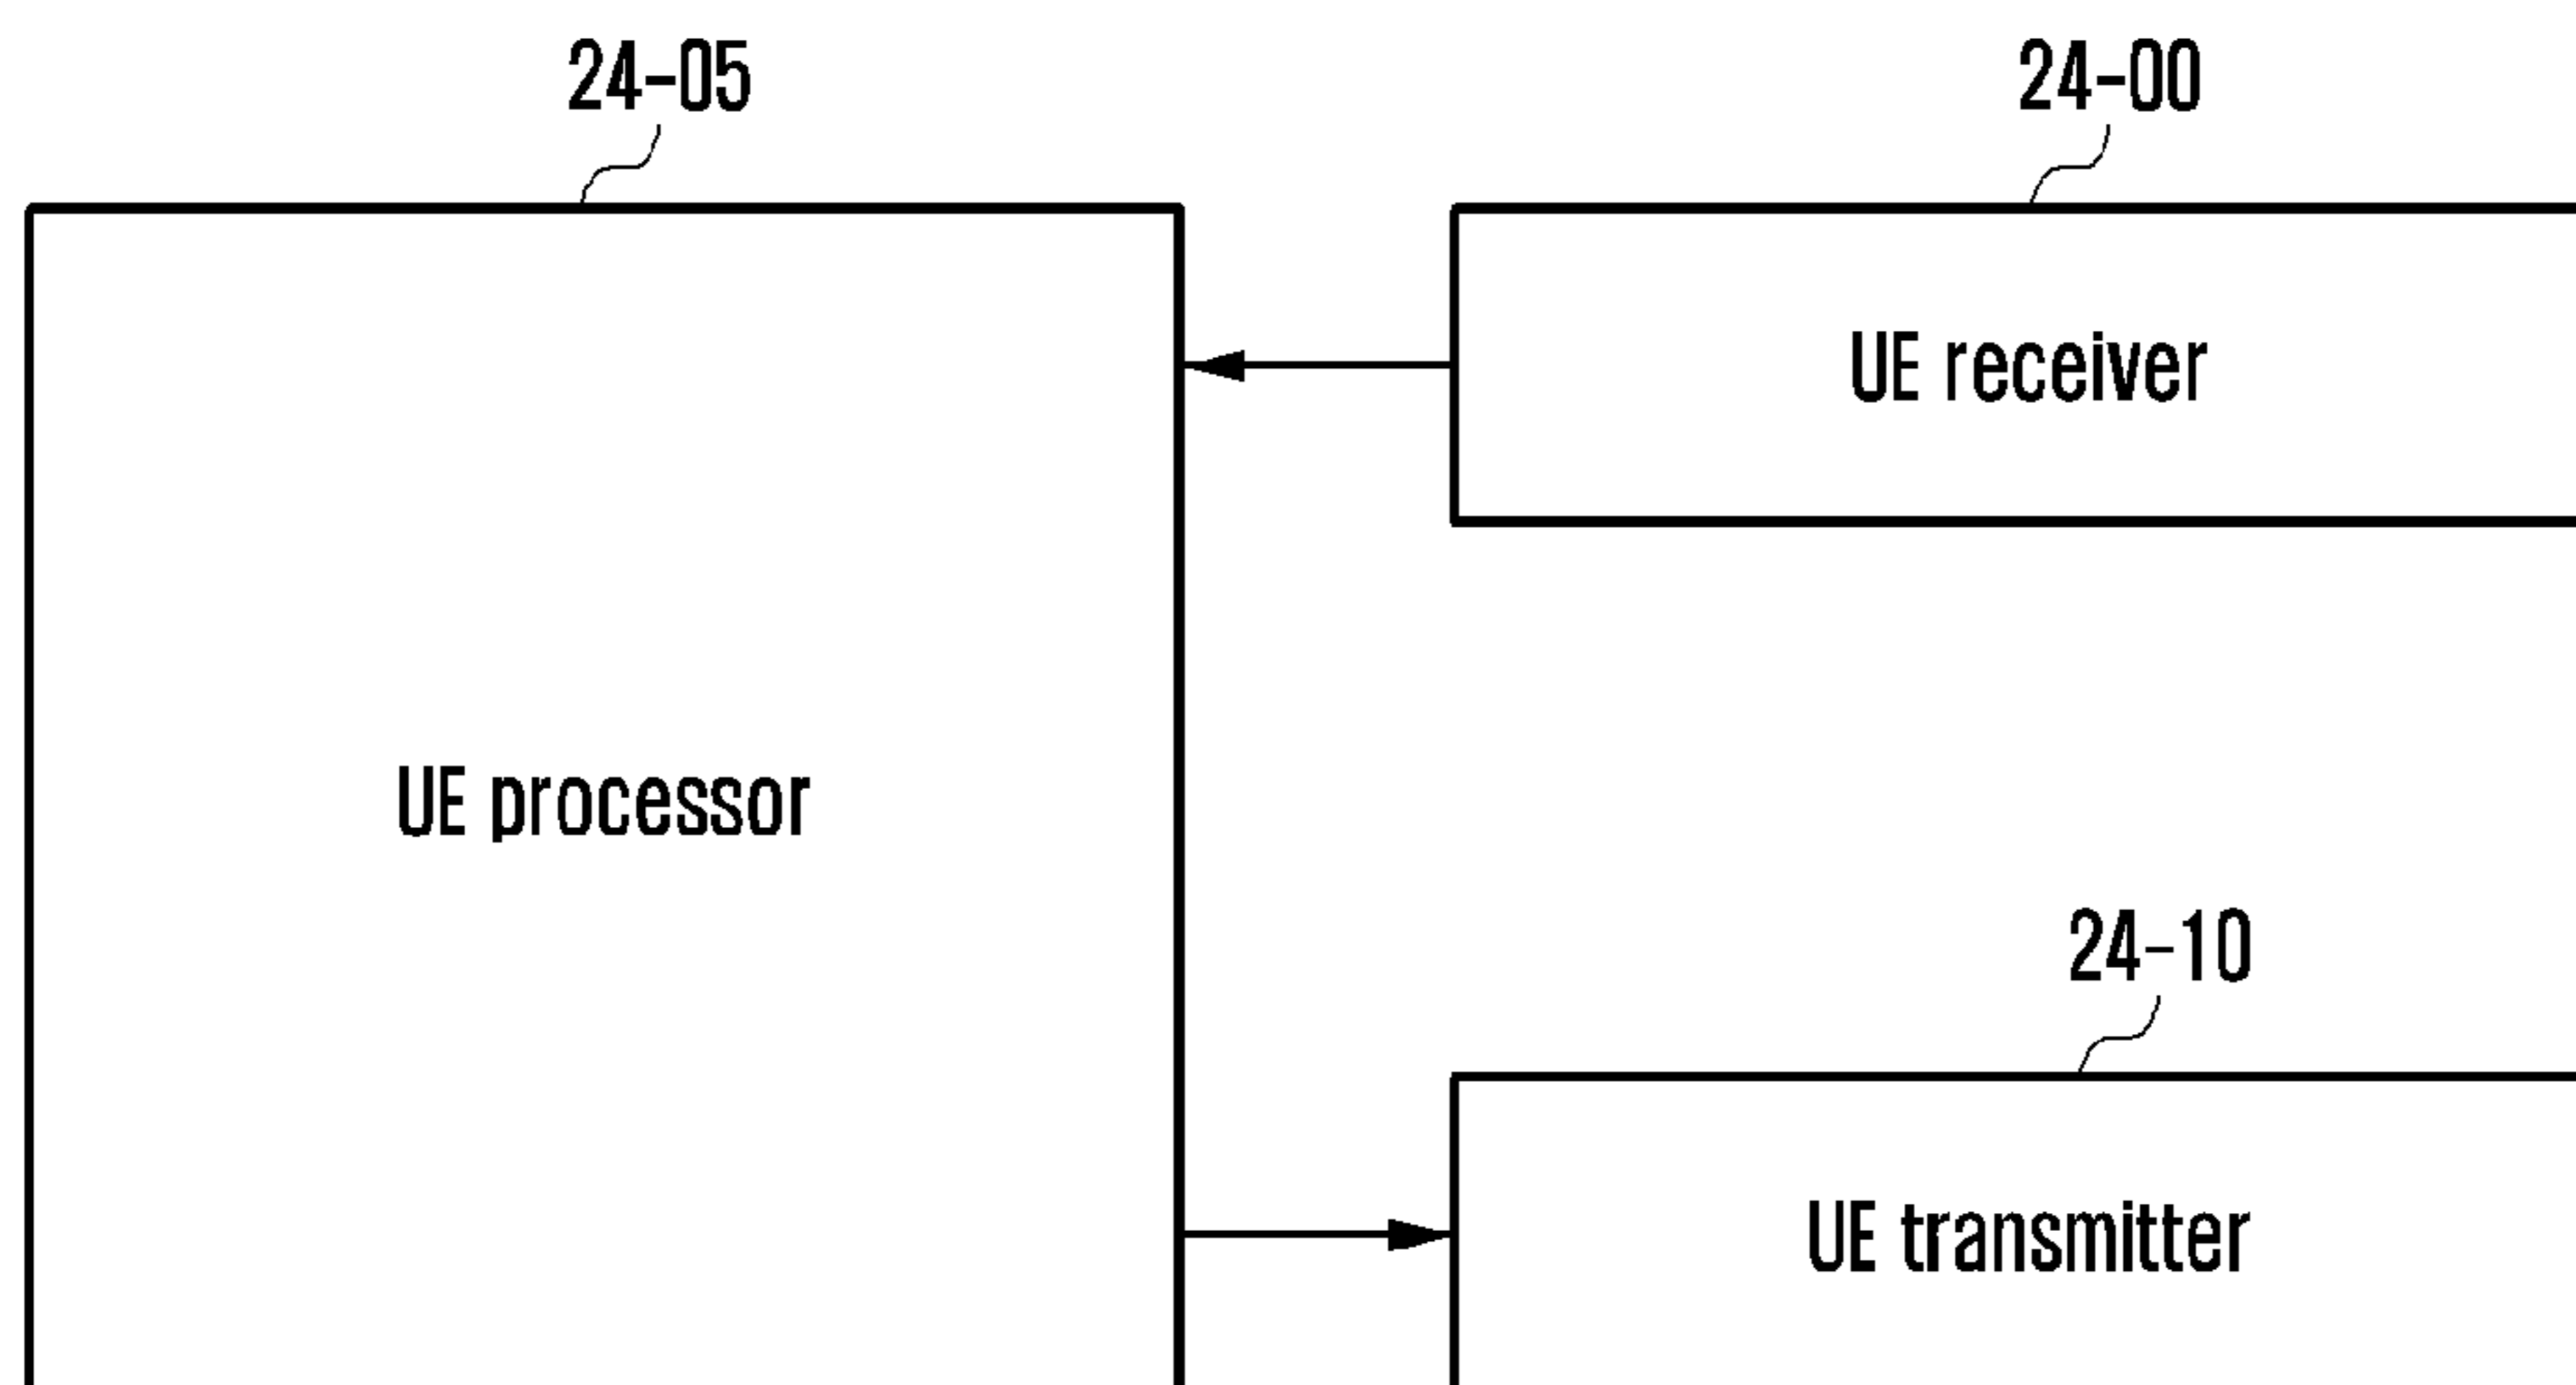 24-05
24-00
UE receiver
UE processor
24-10
UE transmitter